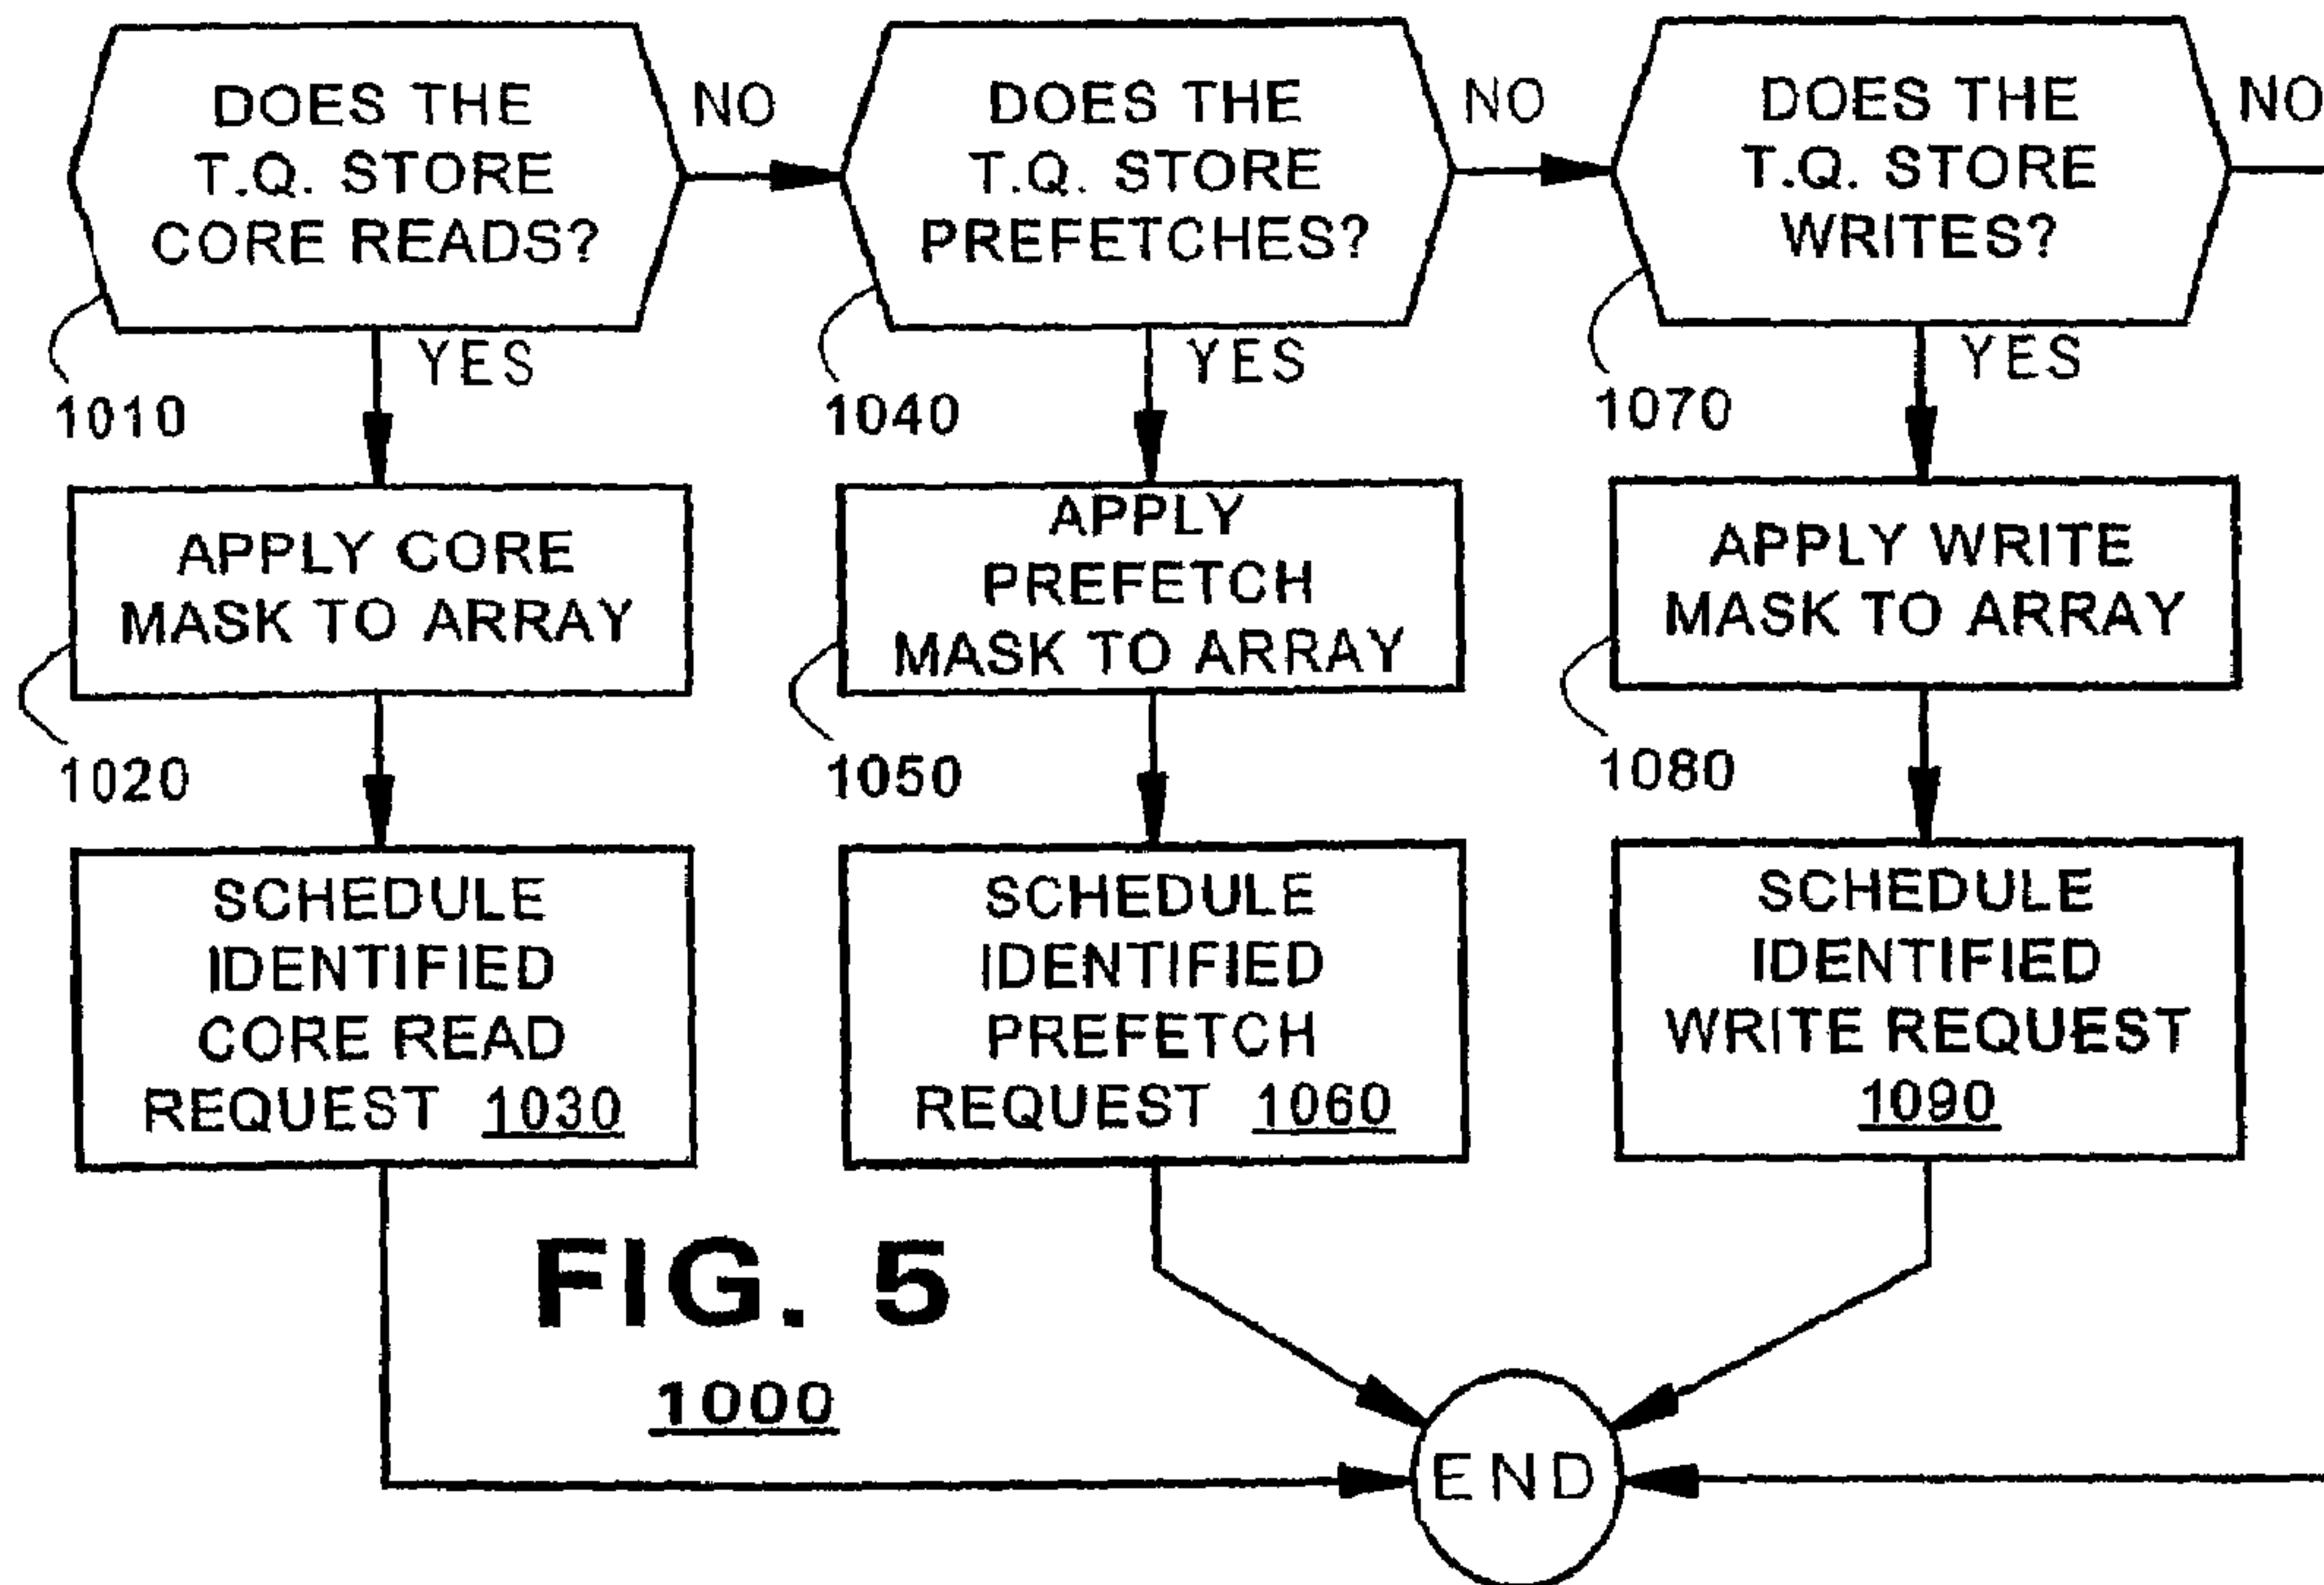 DOES THE
T.Q. STORE
CORE READS?
NO
DOES THE
T.Q. STORE
PREFETCHES?
NO
DOES THE
T.Q. STORE
WRITES?
NO
YES
1010
YES
1040
YES
1070
APPLY CORE
MASK TO ARRAY
1020
APPLY
PREFETCH
MASK TO ARRAY
1050
APPLY WRITE
MASK TO ARRAY
1080
SCHEDULE
IDENTIFIED
CORE READ
REQUEST 1030
SCHEDULE
IDENTIFIED
PREFETCH
REQUEST 1060
SCHEDULE
IDENTIFIED
WRITE REQUEST
1090
FIG. 5
1000
END